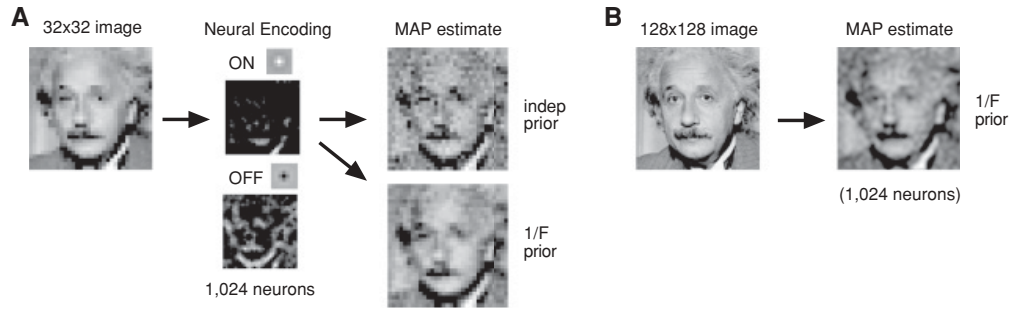 A
32x32 image
Neural Encoding
MAP estimate
ON
OFF
1,024 neurons
indep
prior
1/F
prior
B
128x128 image
MAP estimate
1/F
prior
(1,024 neurons)